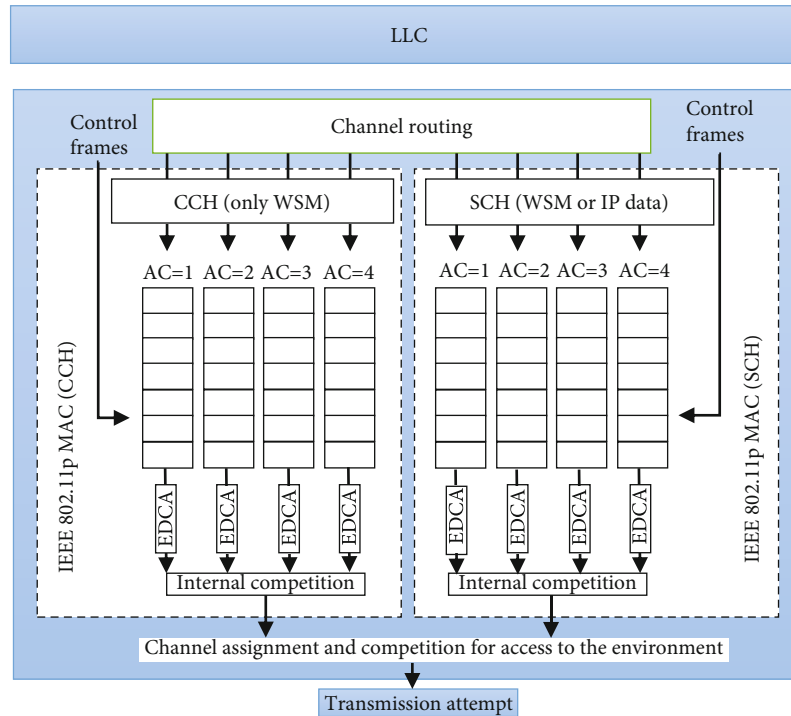 LLC
Control
frames
Channel routing
Control
frames
CCH (only WSM)
SCH (WSM or IP data)
AC=1 AC=2 AC=3 AC=4
AC=1 AC=2 AC=3 AC=4
IEEE 802.11p MAC (CCH)
IEEE 802.11p MAC (SCH)
EDCA EDCA EDCA EDCA
EDCA EDCA EDCA EDCA
Internal competition
Internal competition
Channel assignment and competition for access to the environment
Transmission attempt